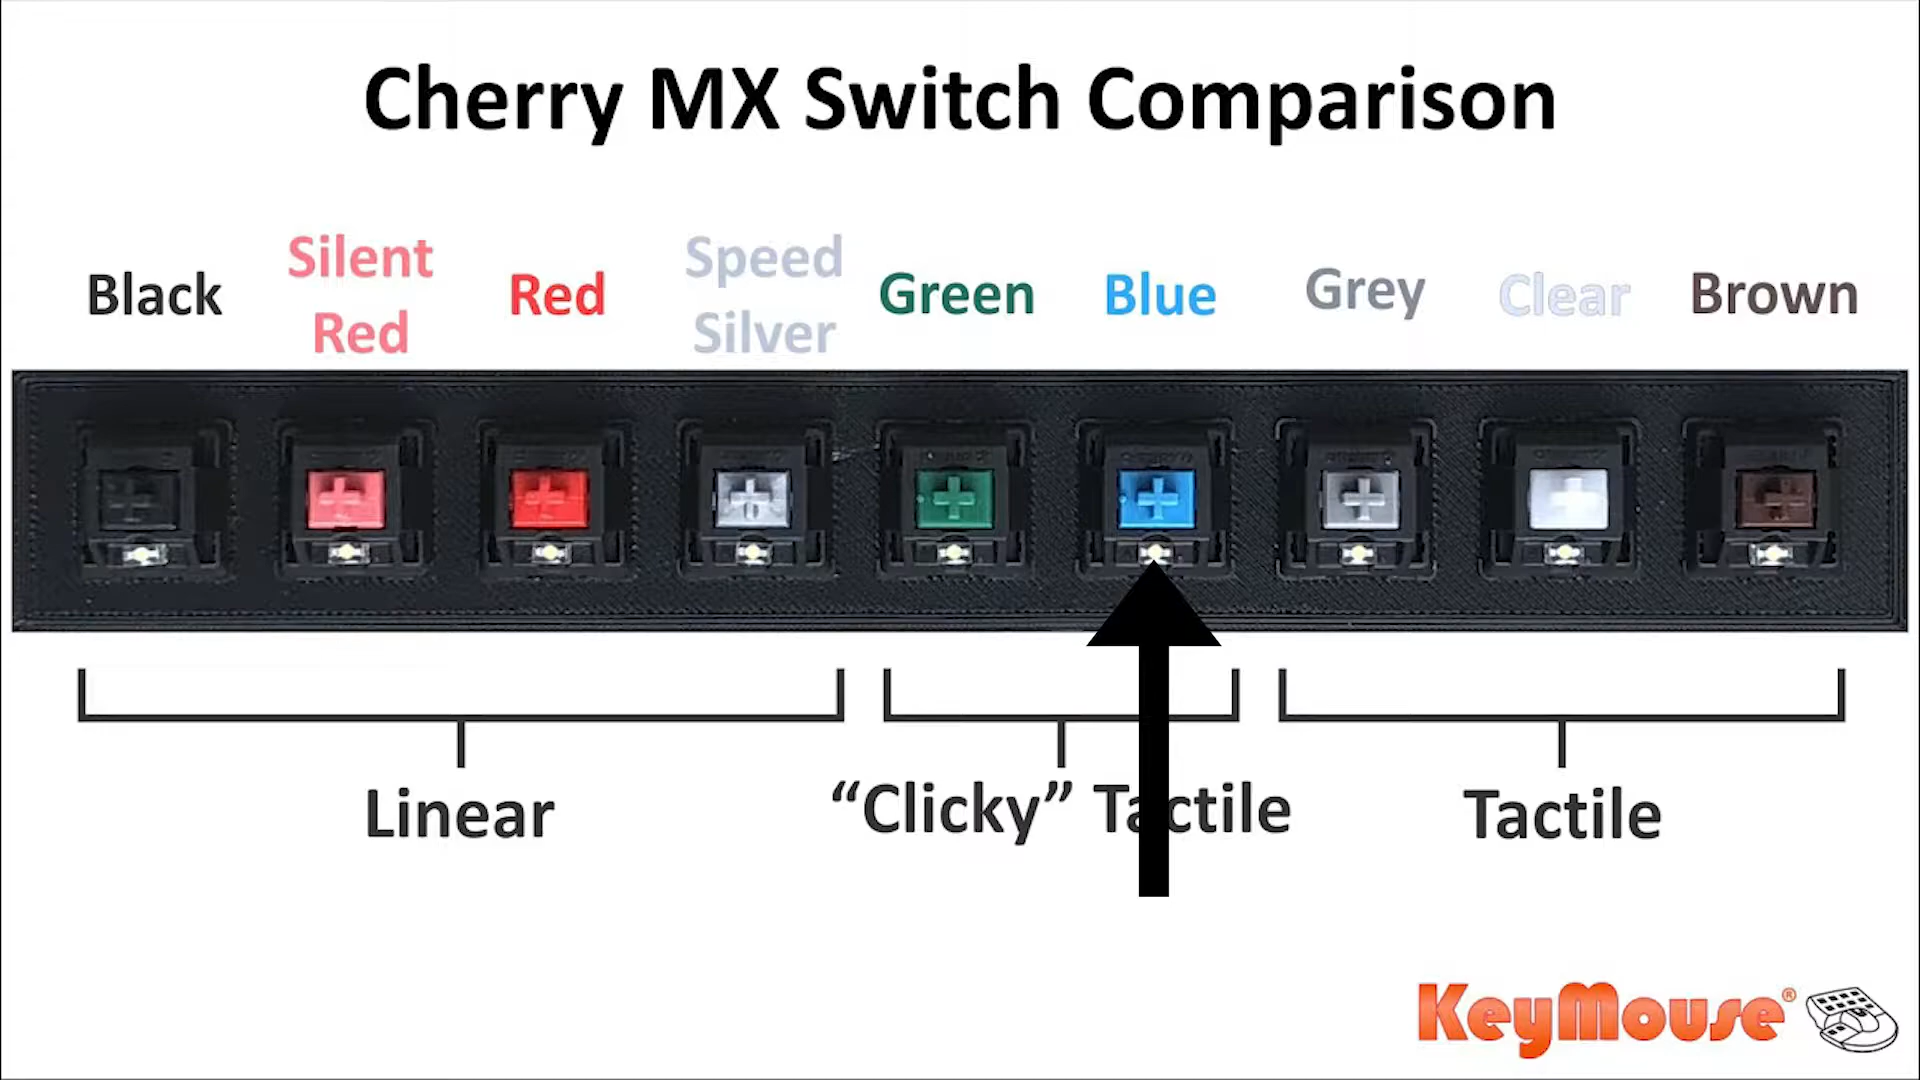 Cherry MX Switch Comparison
Black
Silent
Red
Red
Speed
Silver
Green
Blue
Grey
Clear
Brown
Linear
“Clicky” Tactile
Tactile
KeyMouse®